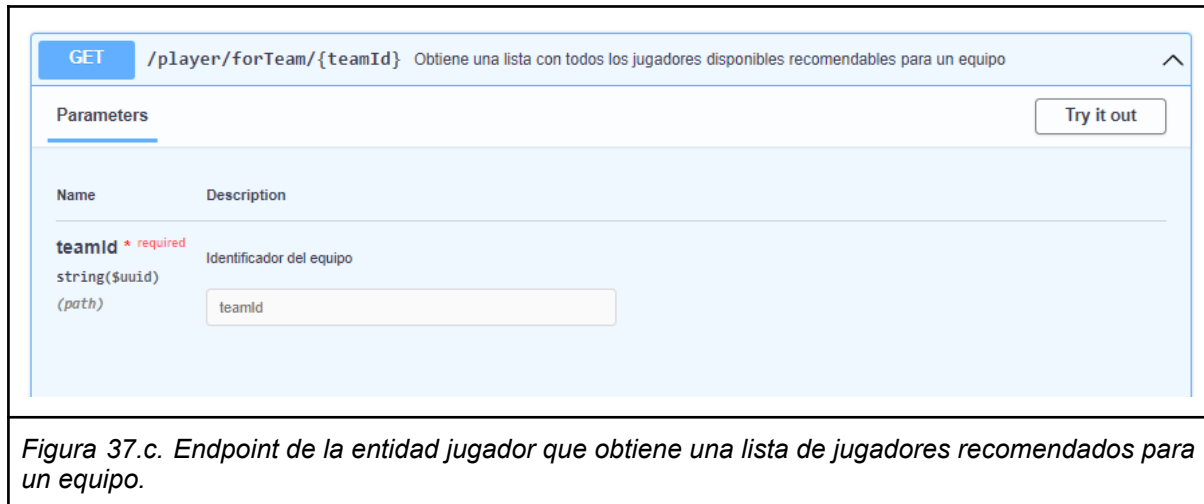 GET /player/forTeam/{teamId} Obtiene una lista con todos los jugadores disponibles recomendables para un equipo
Parameters
Try it out
Name Description
teamId * required
string($uuid)
(path)
Identificador del equipo
teamId
Figura 37.c. Endpoint de la entidad jugador que obtiene una lista de jugadores recomendados para
un equipo.